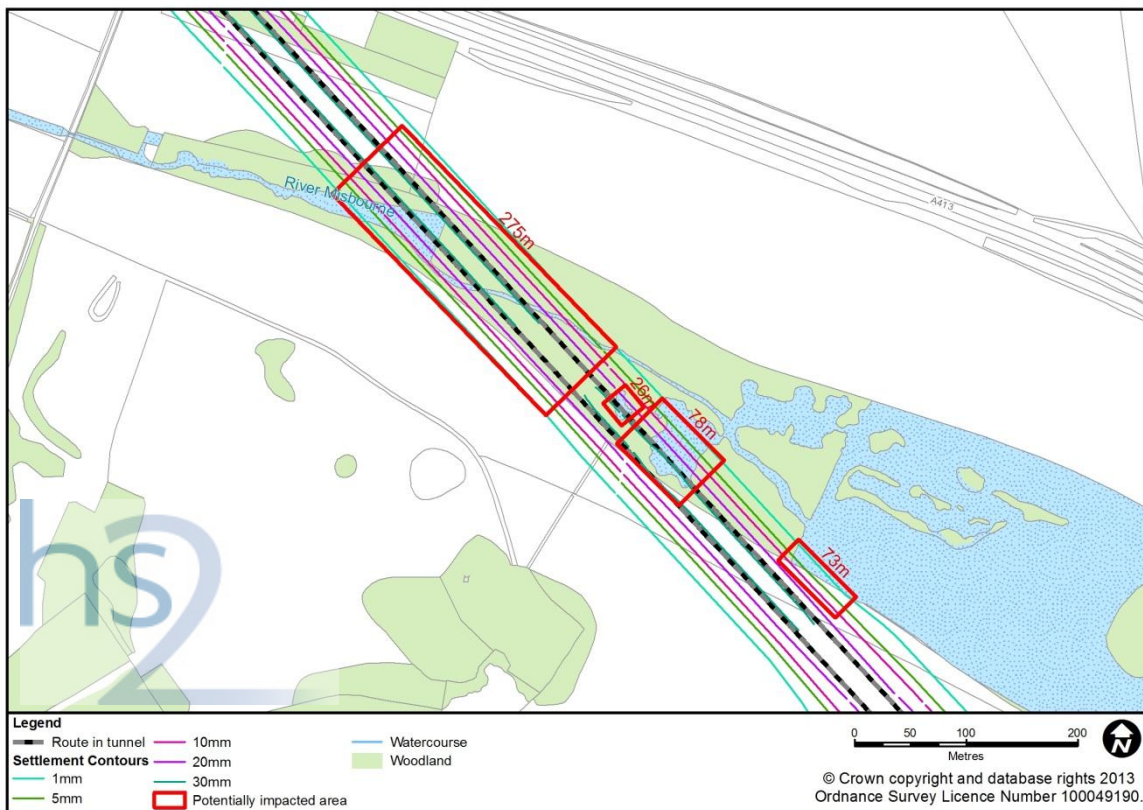 River Misbourne
275m
A413
26m
78m
73m
hs2
Legend
Route in tunnel
Settlement Contours
1mm
5mm
10mm
20mm
30mm
Potentially impacted area
Watercourse
Woodland
0 50 100 200
Metres
N
© Crown copyright and database rights 2013
Ordnance Survey Licence Number 100049190.